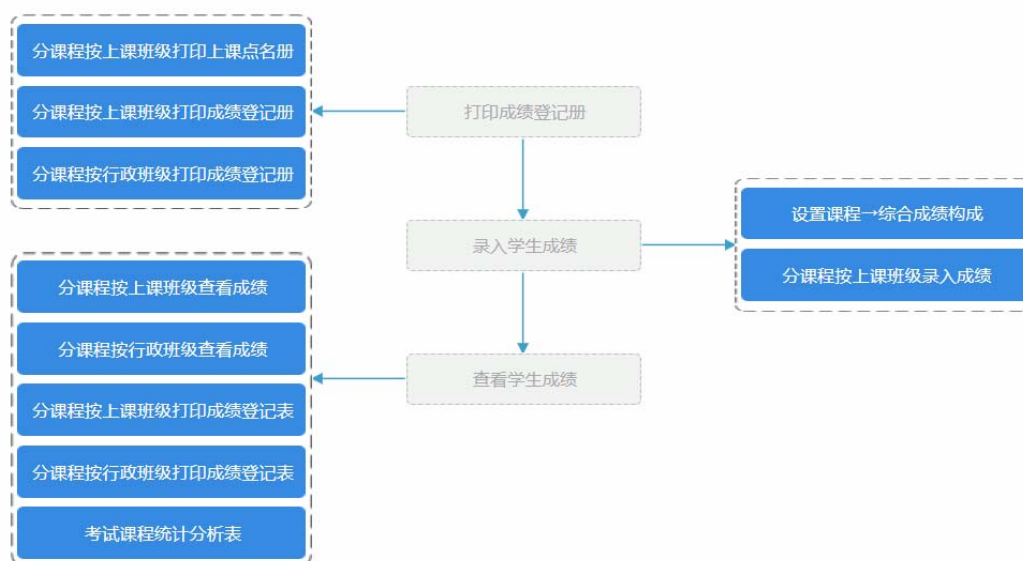 分课程按上课班级打印上课点名册
分课程按上课班级打印成绩登记册
分课程按行政班级打印成绩登记册
打印成绩登记册
录入学生成绩
设置课程→综合成绩构成
分课程按上课班级录入成绩
查看学生成绩
分课程按上课班级查看成绩
分课程按行政班级查看成绩
分课程按上课班级打印成绩登记表
分课程按行政班级打印成绩登记表
考试课程统计分析表